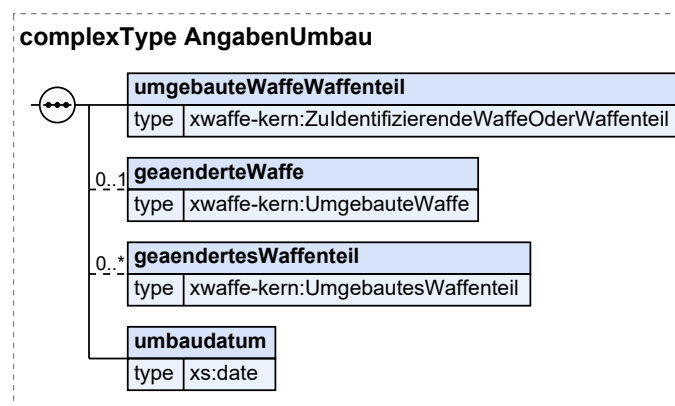 complexType AngabenUmbau
umgebauteWaffeWaffenteil
type xwaffe-kern:ZuIdentifizierendeWaffeOderWaffenteil
0..1
geaenderteWaffe
type xwaffe-kern:UmgebauteWaffe
0..*
geaendertesWaffenteil
type xwaffe-kern:UmgebautesWaffenteil
umbaudatum
type xs:date